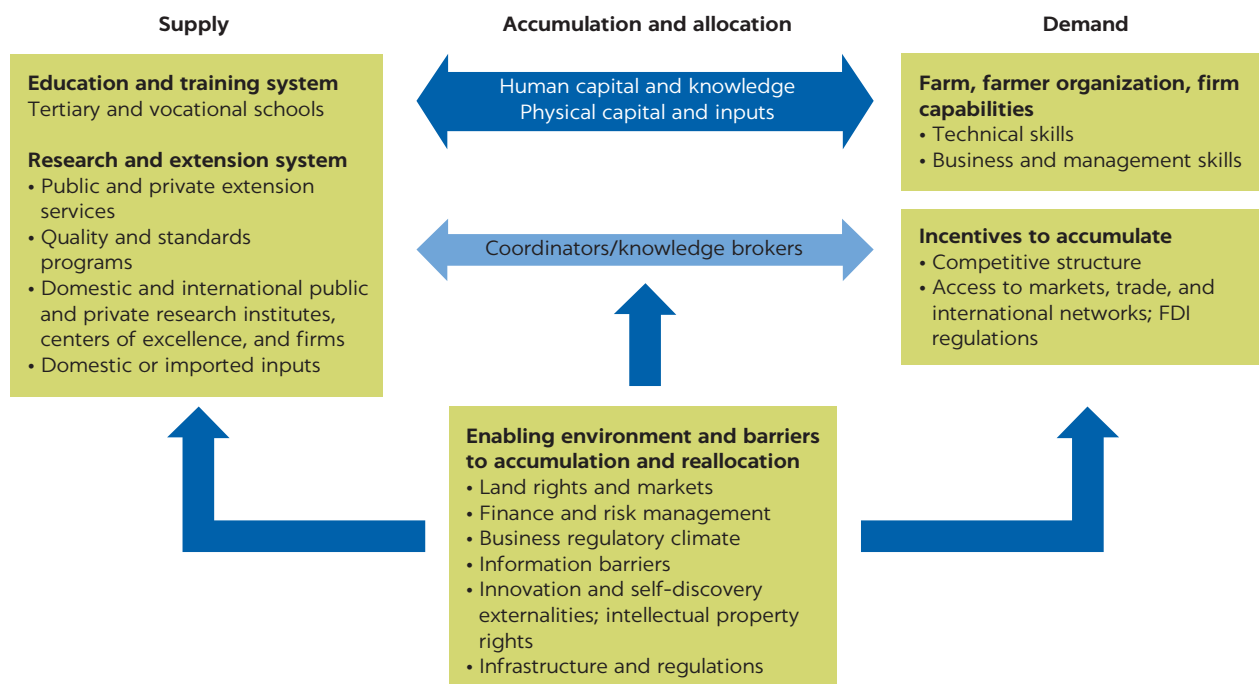 Supply
Education and training system
Tertiary and vocational schools
Research and extension system
• Public and private extension
services
• Quality and standards
programs
• Domestic and international public
and private research institutes,
centers of excellence, and firms
• Domestic or imported inputs
Accumulation and allocation
Human capital and knowledge
Physical capital and inputs
Coordinators/knowledge brokers
Demand
Farm, farmer organization, firm
capabilities
• Technical skills
• Business and management skills
Incentives to accumulate
• Competitive structure
• Access to markets, trade, and
international networks; FDI
regulations
Enabling environment and barriers
to accumulation and reallocation
• Land rights and markets
• Finance and risk management
• Business regulatory climate
• Information barriers
• Innovation and self-discovery
externalities; intellectual property
rights
• Infrastructure and regulations